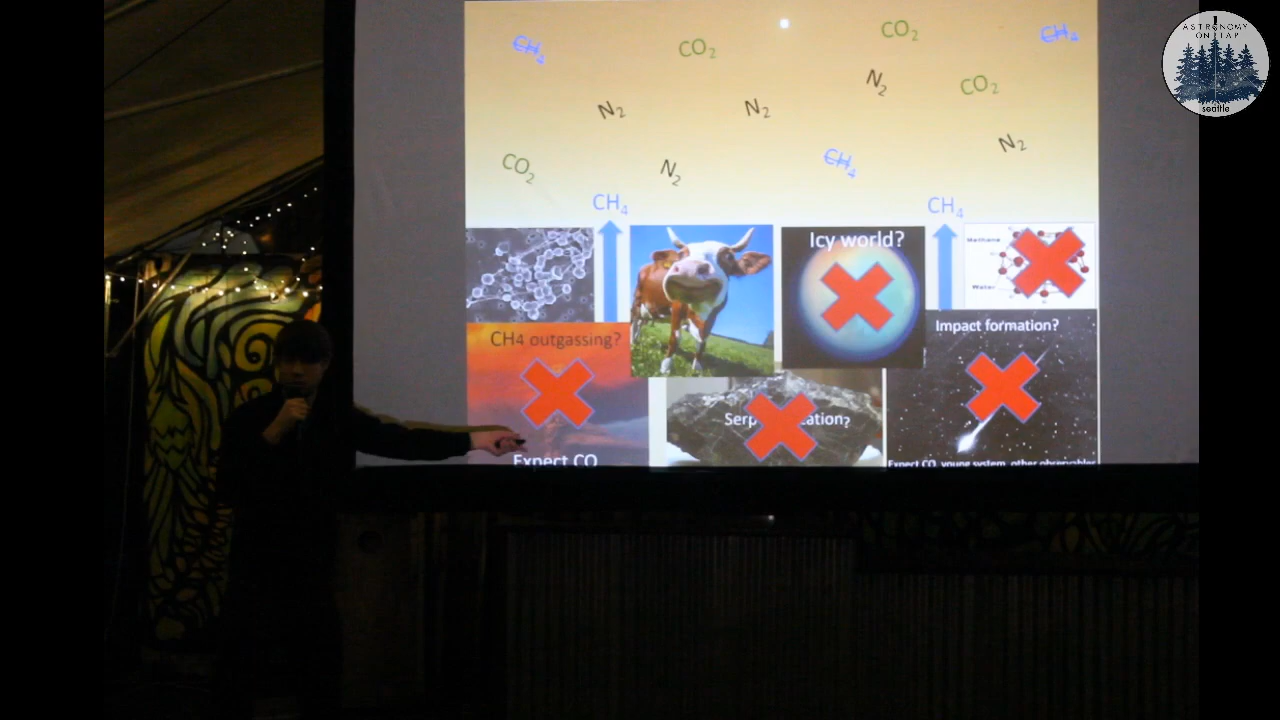 ASTRONOMY
ON TAP
seattle
CH₄
CO₂
CO₂
CH₄
N₂
N₂
N₂
CO₂
N₂
CO₂
N₂
CH₄
CH₄
CH₄
Icy world?
Methane
Water
CH4 outgassing?
Impact formation?
Expect CO
Expect CO, young system, other observables